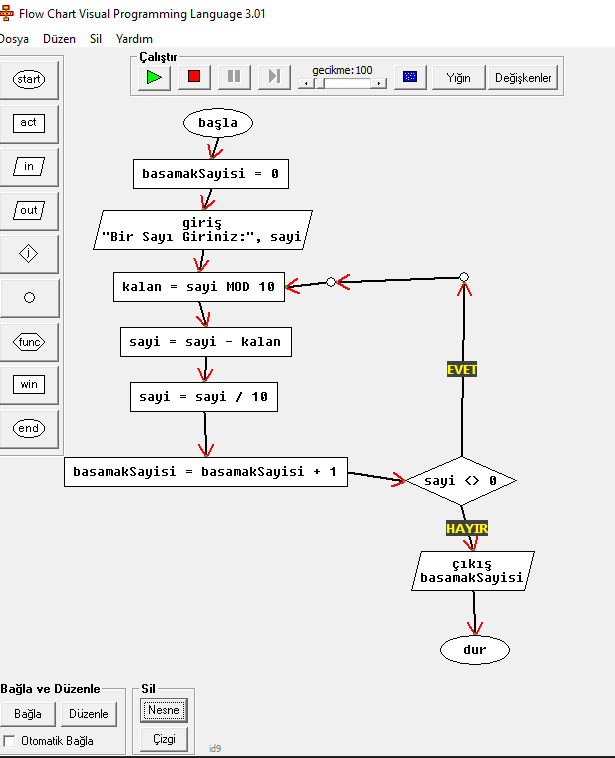 Flow Chart Visual Programming Language 3.01
Dosya Düzen Sil Yardım
Çalıştır
gecikme:100
Yığın
Değişkenler
start
act
in
out
i
func
win
end
başla
basamakSayisi = 0
giriş
"Bir Sayı Giriniz:", sayi
kalan = sayi MOD 10
sayi = sayi - kalan
sayi = sayi / 10
basamakSayisi = basamakSayisi + 1
EVET
sayi <> 0
HAYIR
çıkış
basamakSayisi
dur
Bağla ve Düzenle
Bağla
Düzenle
Otomatik Bağla
Sil
Nesne
Çizgi
id9